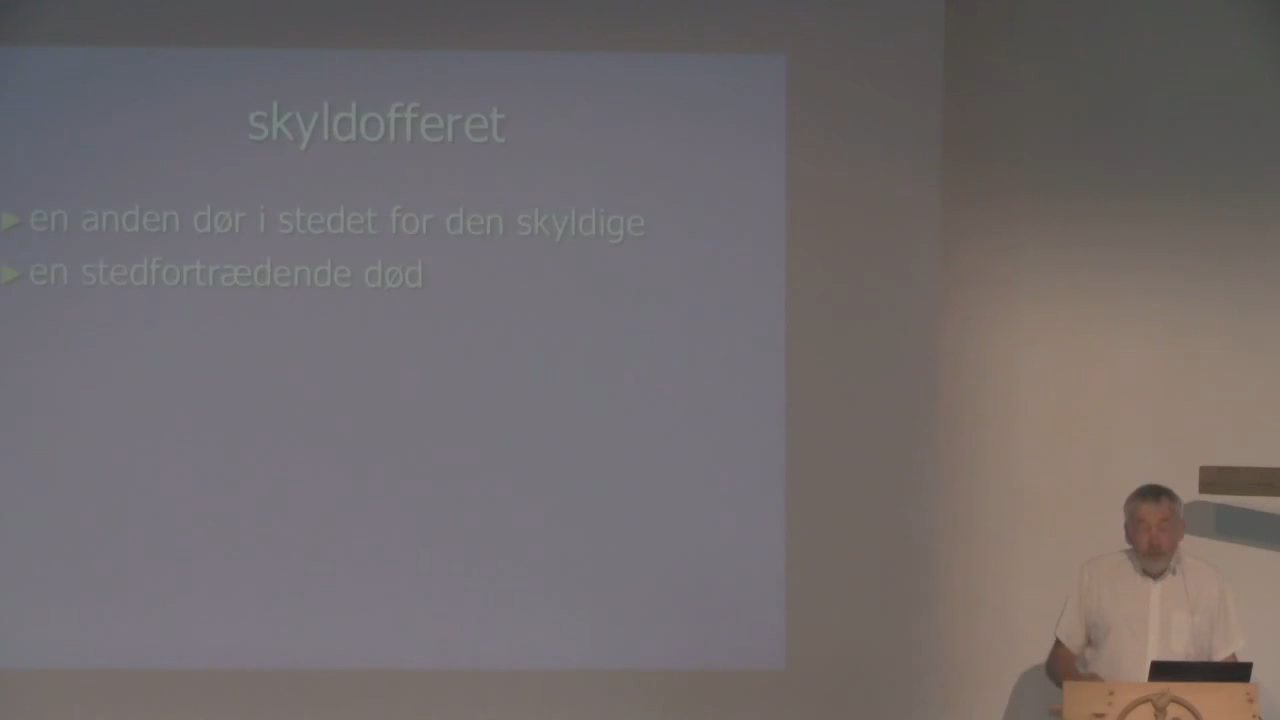 skyldofferet
► en anden dør i stedet for den skyldige
► en stedfortrædende død